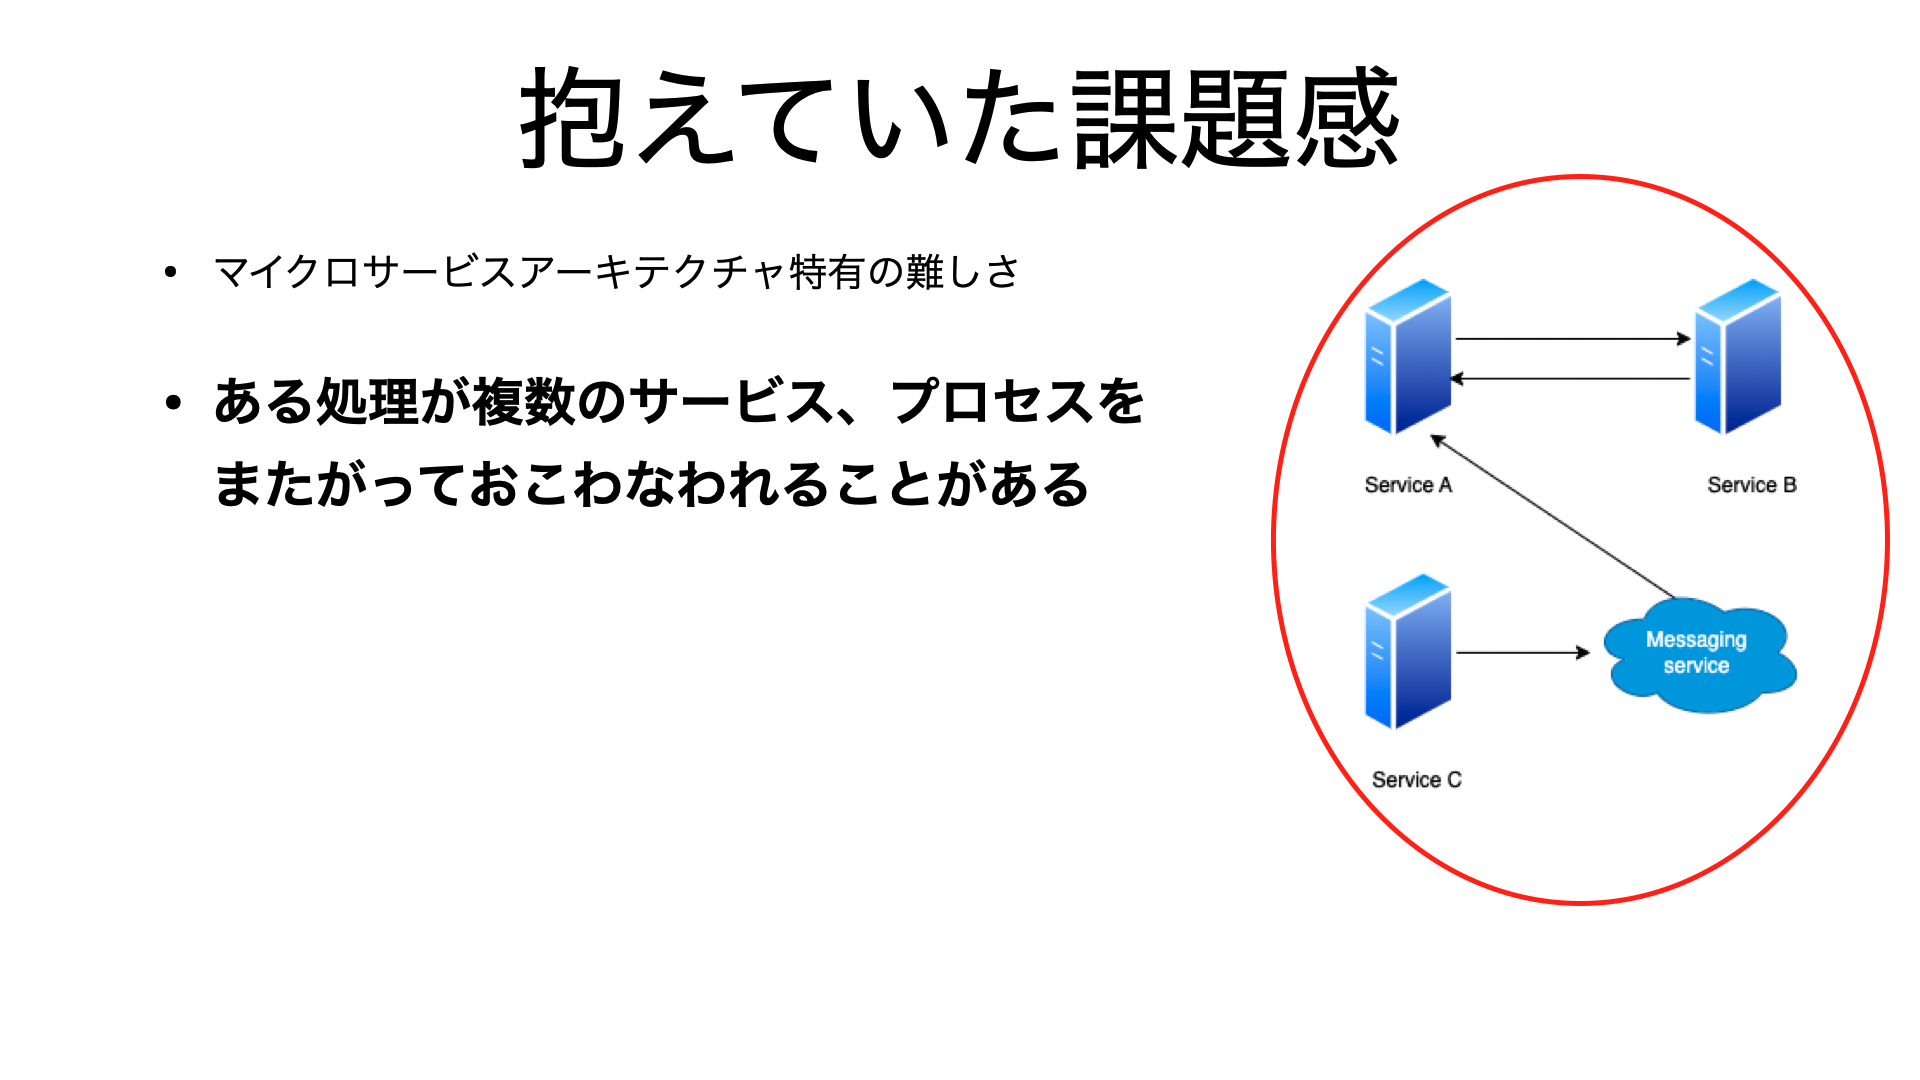 抱えていた課題感
• マイクロサービスアーキテクチャ特有の難しさ
• ある処理が複数のサービス、プロセスを
またがっておこわなわれることがある
Service A
Service B
Messaging
service
Service C